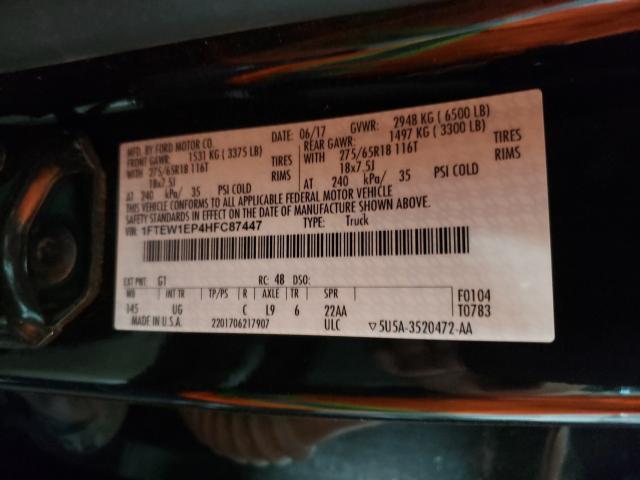 MFD. BY FORD MOTOR CO.
DATE: 06/17 GVWR: 2948 KG ( 6500 LB)
FRONT GAWR: 1531 KG ( 3375 LB)
REAR GAWR: 1497 KG ( 3300 LB)
WITH 275/65R18 116T TIRES
WITH 275/65R18 116T TIRES
18x7.5J RIMS
18x7.5J RIMS
AT 240 kPa/ 35 PSI COLD
AT 240 kPa/ 35 PSI COLD
THIS VEHICLE CONFORMS TO ALL APPLICABLE FEDERAL MOTOR VEHICLE
SAFETY STANDARDS IN EFFECT ON THE DATE OF MANUFACTURE SHOWN ABOVE.
VIN: 1FTEW1EP4HFC87447 TYPE: Truck
EXT PNT: G1 RC: 48 DSO:
WB INT TR TP/PS R AXLE TR SPR
145 UG C L9 6 22AA
F0104
T0783
MADE IN U.S.A. 2201706217907 ULC ▽5U5A-3520472-AA